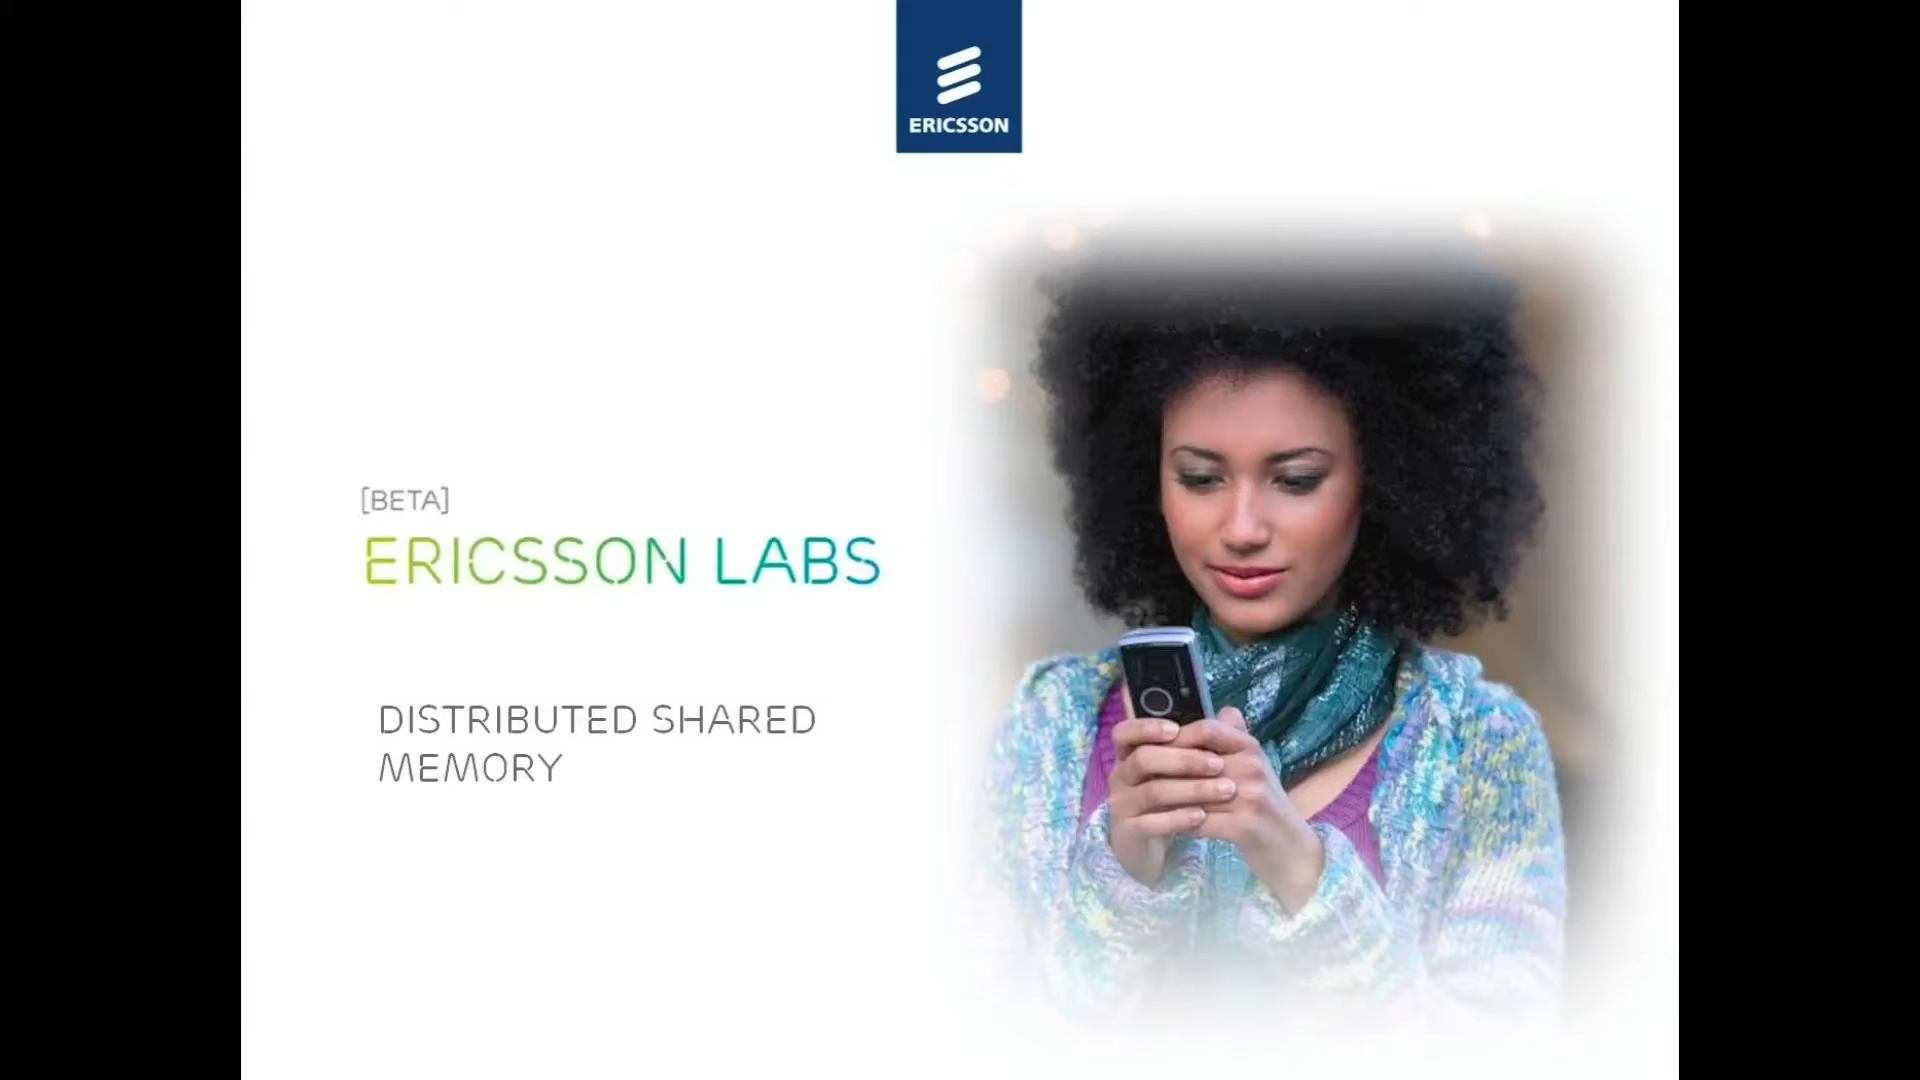 ERICSSON
[BETA]
ERICSSON LABS
DISTRIBUTED SHARED
MEMORY